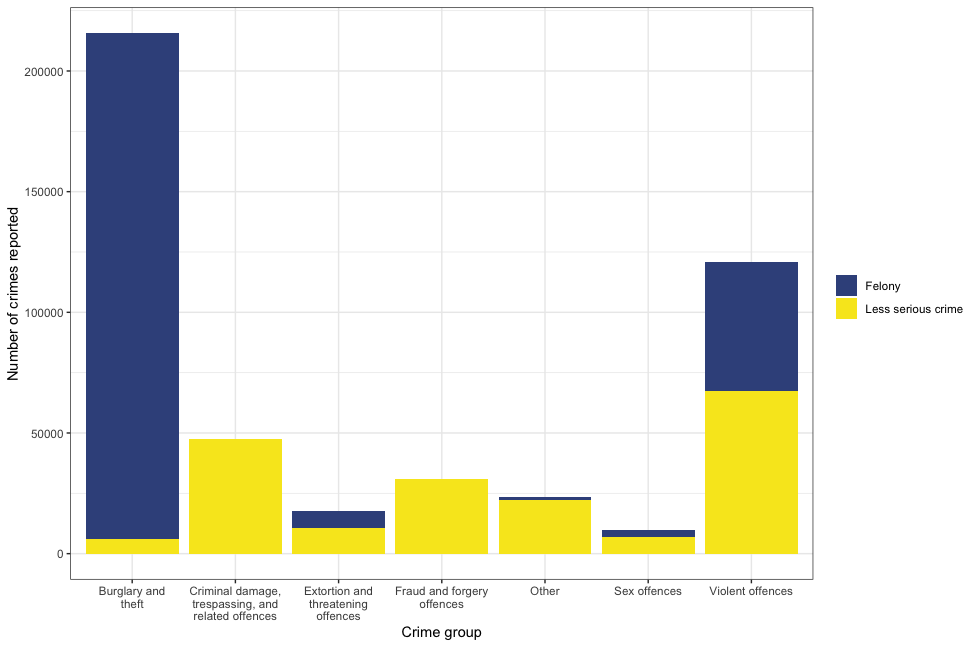 200000
150000
100000
50000
0
Number of crimes reported
Burglary and
theft
Criminal damage,
trespassing, and
related offences
Extortion and
threatening
offences
Fraud and forgery
offences
Other
Sex offences
Violent offences
Crime group
Felony
Less serious crime